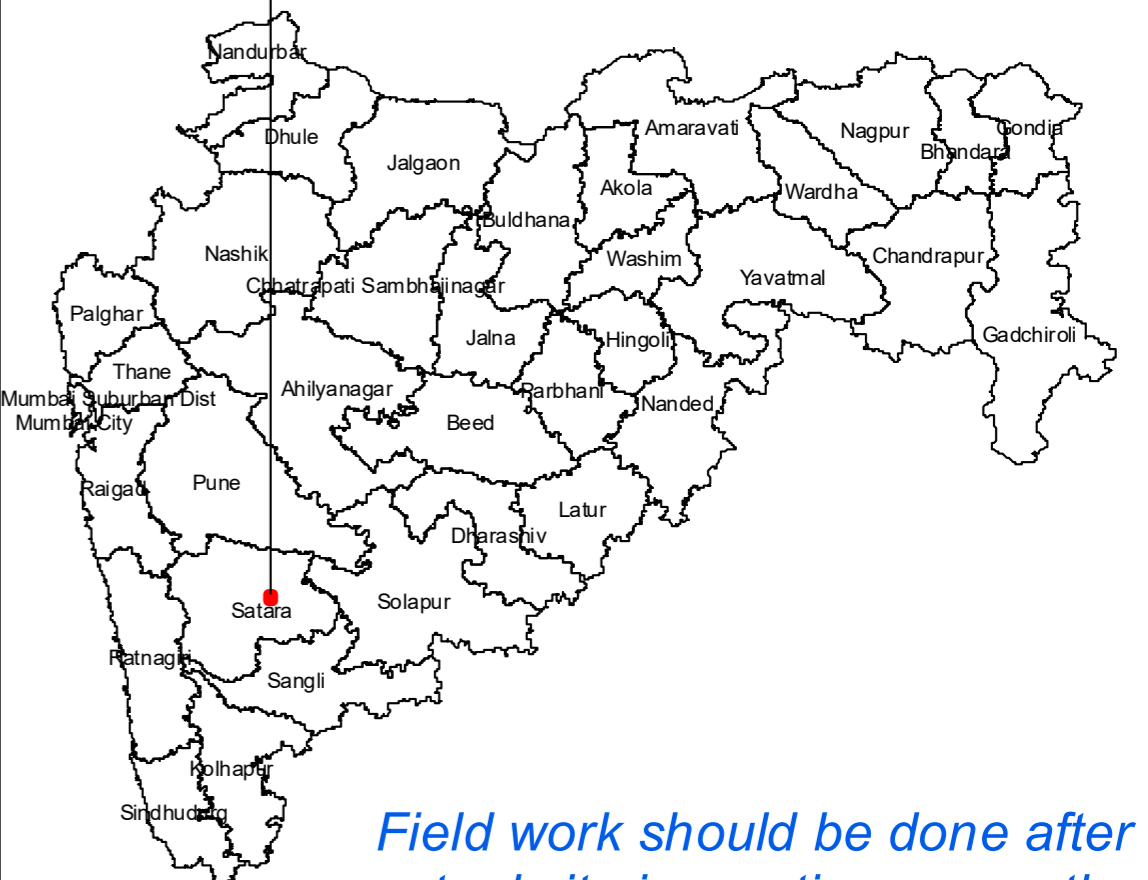 Nandurbar
Dhule
Jalgaon
Amaravati
Nagpur
Gondia
Bhandara
Akola
Wardha
Buldhana
Nashik
Washim
Chandrapur
Chhatrapati Sambhajinagar
Yavatmal
Palghar
Jalna
Hingoli
Gadchiroli
Thane
Ahilyanagar
Parbhani
Mumbai Suburban Dist
Nanded
Mumbai City
Beed
Raigad
Pune
Latur
Dharashiv
Satara
Solapur
Ratnagiri
Sangli
Kolhapur
Sindhudurg
Field work should be done after